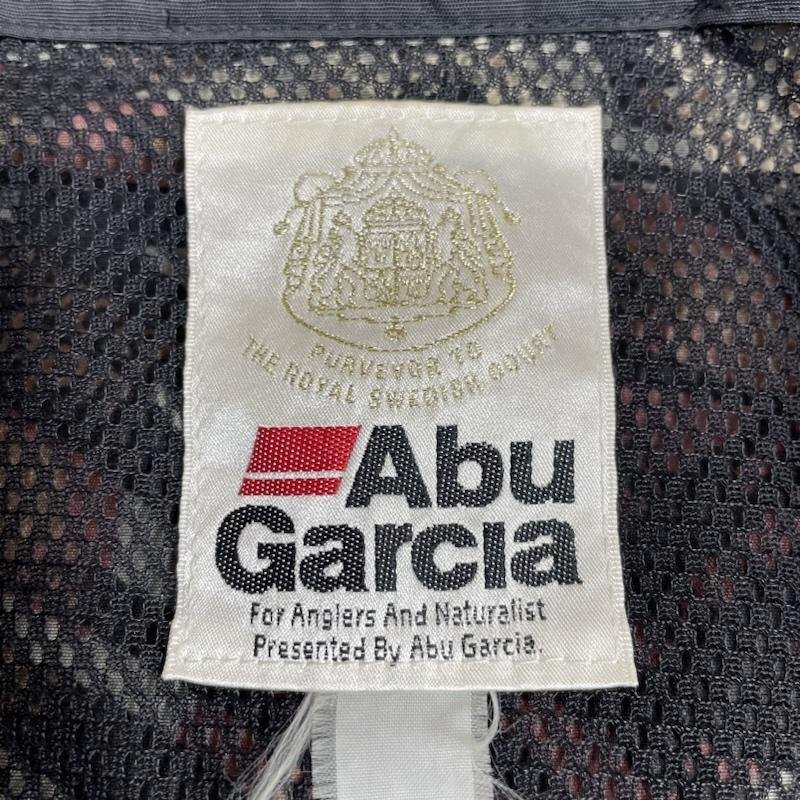 PURVEYOR TO
THE ROYAL SWEDISH COURT
Abu
Garcia
For Anglers And Naturalist
Presented By Abu Garcia.